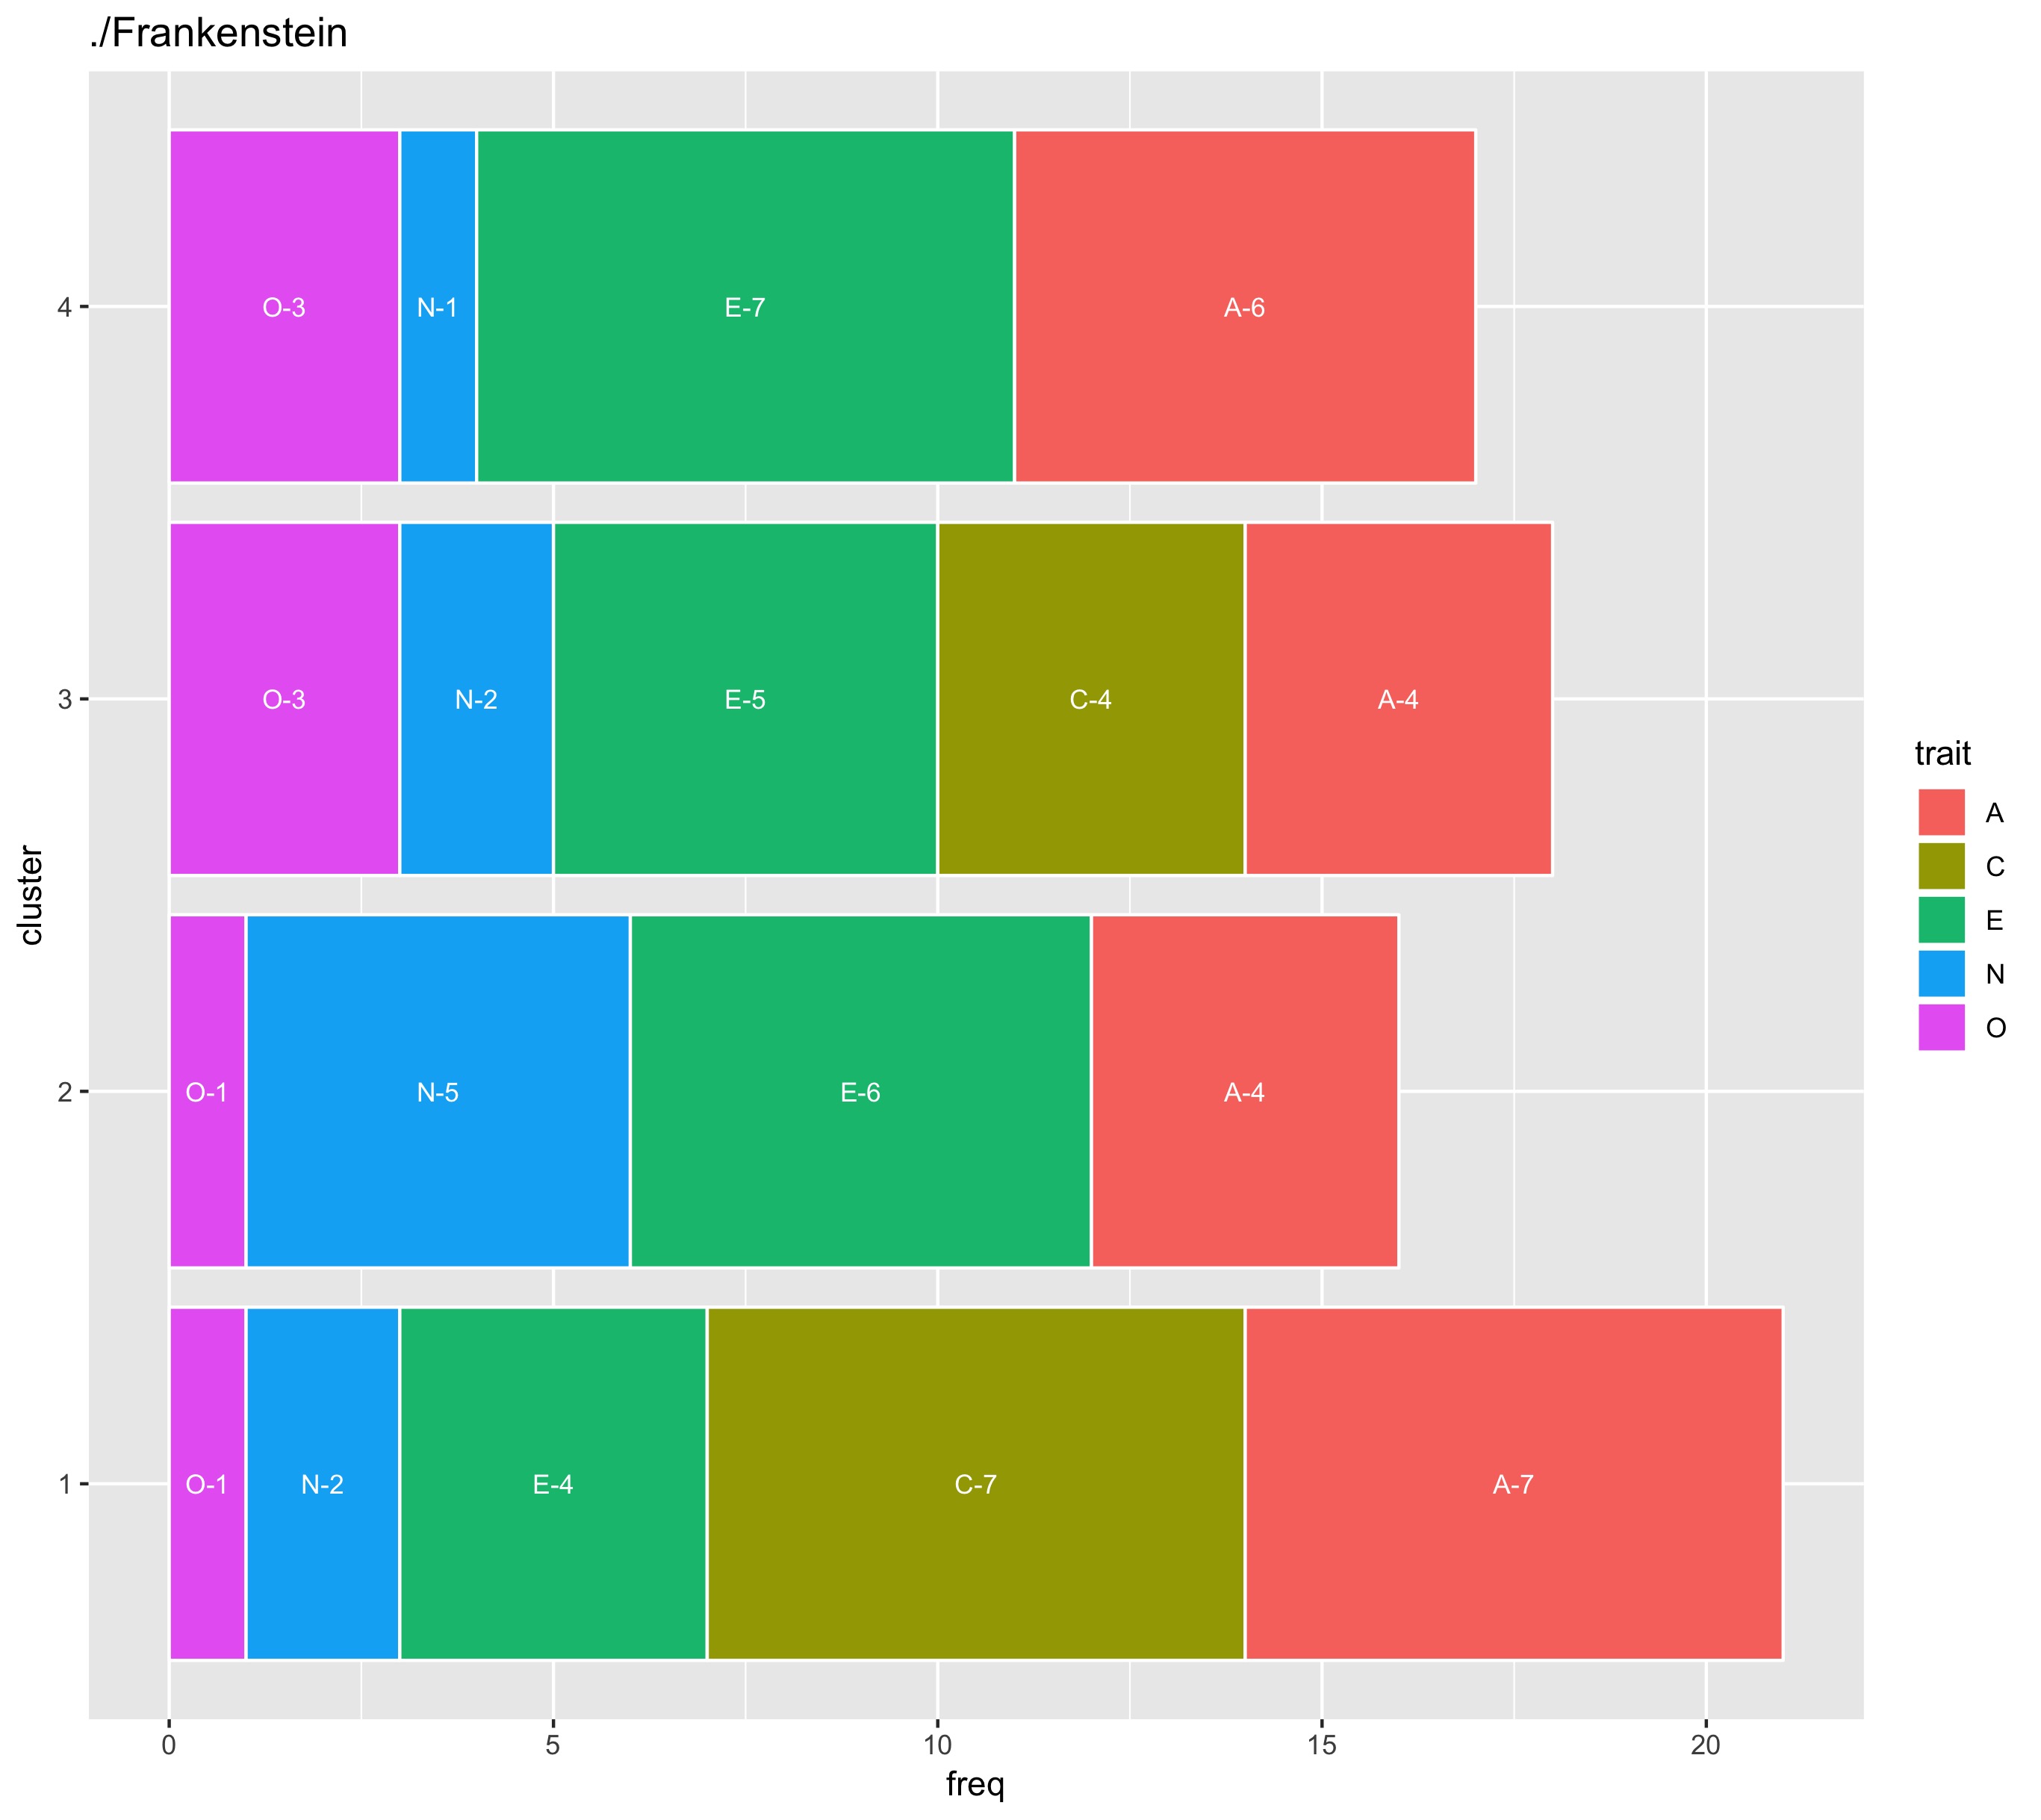 ./Frankenstein
4
O-3 N-1 E-7 A-6
3
O-3 N-2 E-5 C-4 A-4
2
O-1 N-5 E-6 A-4
1
O-1 N-2 E-4 C-7 A-7
0 5 10 15 20
freq
cluster
trait
A
C
E
N
O